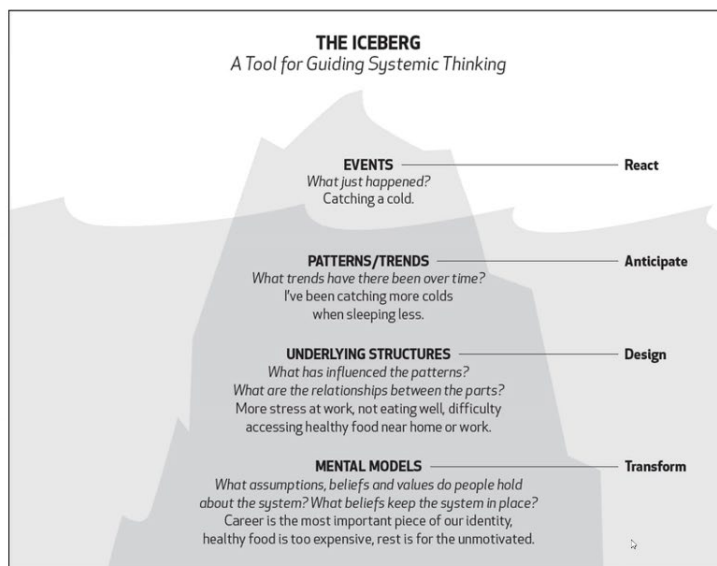 THE ICEBERG
A Tool for Guiding Systemic Thinking
EVENTS React
What just happened?
Catching a cold.
PATTERNS/TRENDS Anticipate
What trends have there been over time?
I've been catching more colds
when sleeping less.
UNDERLYING STRUCTURES Design
What has influenced the patterns?
What are the relationships between the parts?
More stress at work, not eating well, difficulty
accessing healthy food near home or work.
MENTAL MODELS Transform
What assumptions, beliefs and values do people hold
about the system? What beliefs keep the system in place?
Career is the most important piece of our identity,
healthy food is too expensive, rest is for the unmotivated.